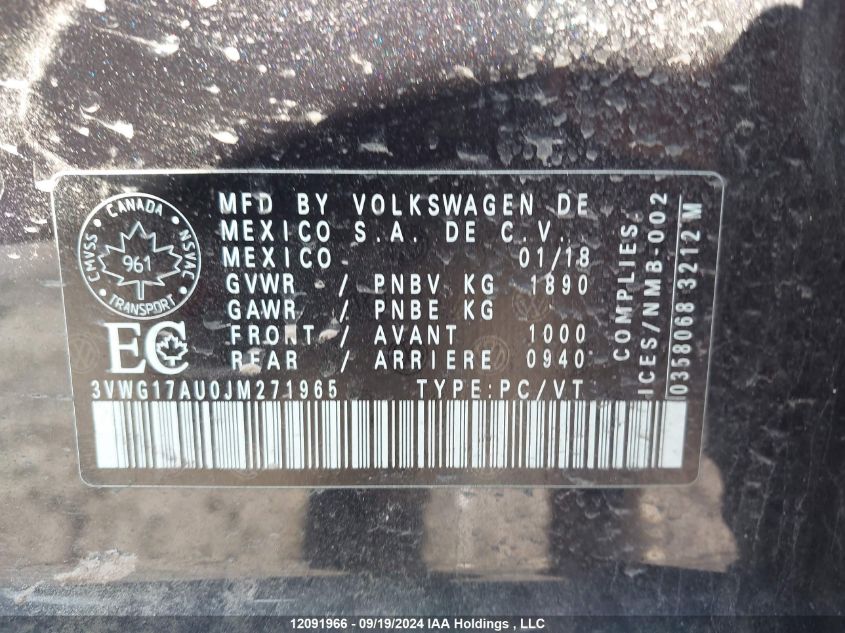 CANADA
CMVSS
NSVAC
961
TRANSPORT
EC
MFD BY VOLKSWAGEN DE
MEXICO S.A. DE C.V.
MEXICO 01/18
GVWR / PNBV KG 1890
GAWR / PNBE KG
FRONT/ AVANT 1000
REAR / ARRIERE 0940
3VWG17AU0JM271965 TYPE:PC/VT
COMPLIES.
ICES/NMB-002
0358068 3212 M
12091966 - 09/19/2024 IAA Holdings , LLC